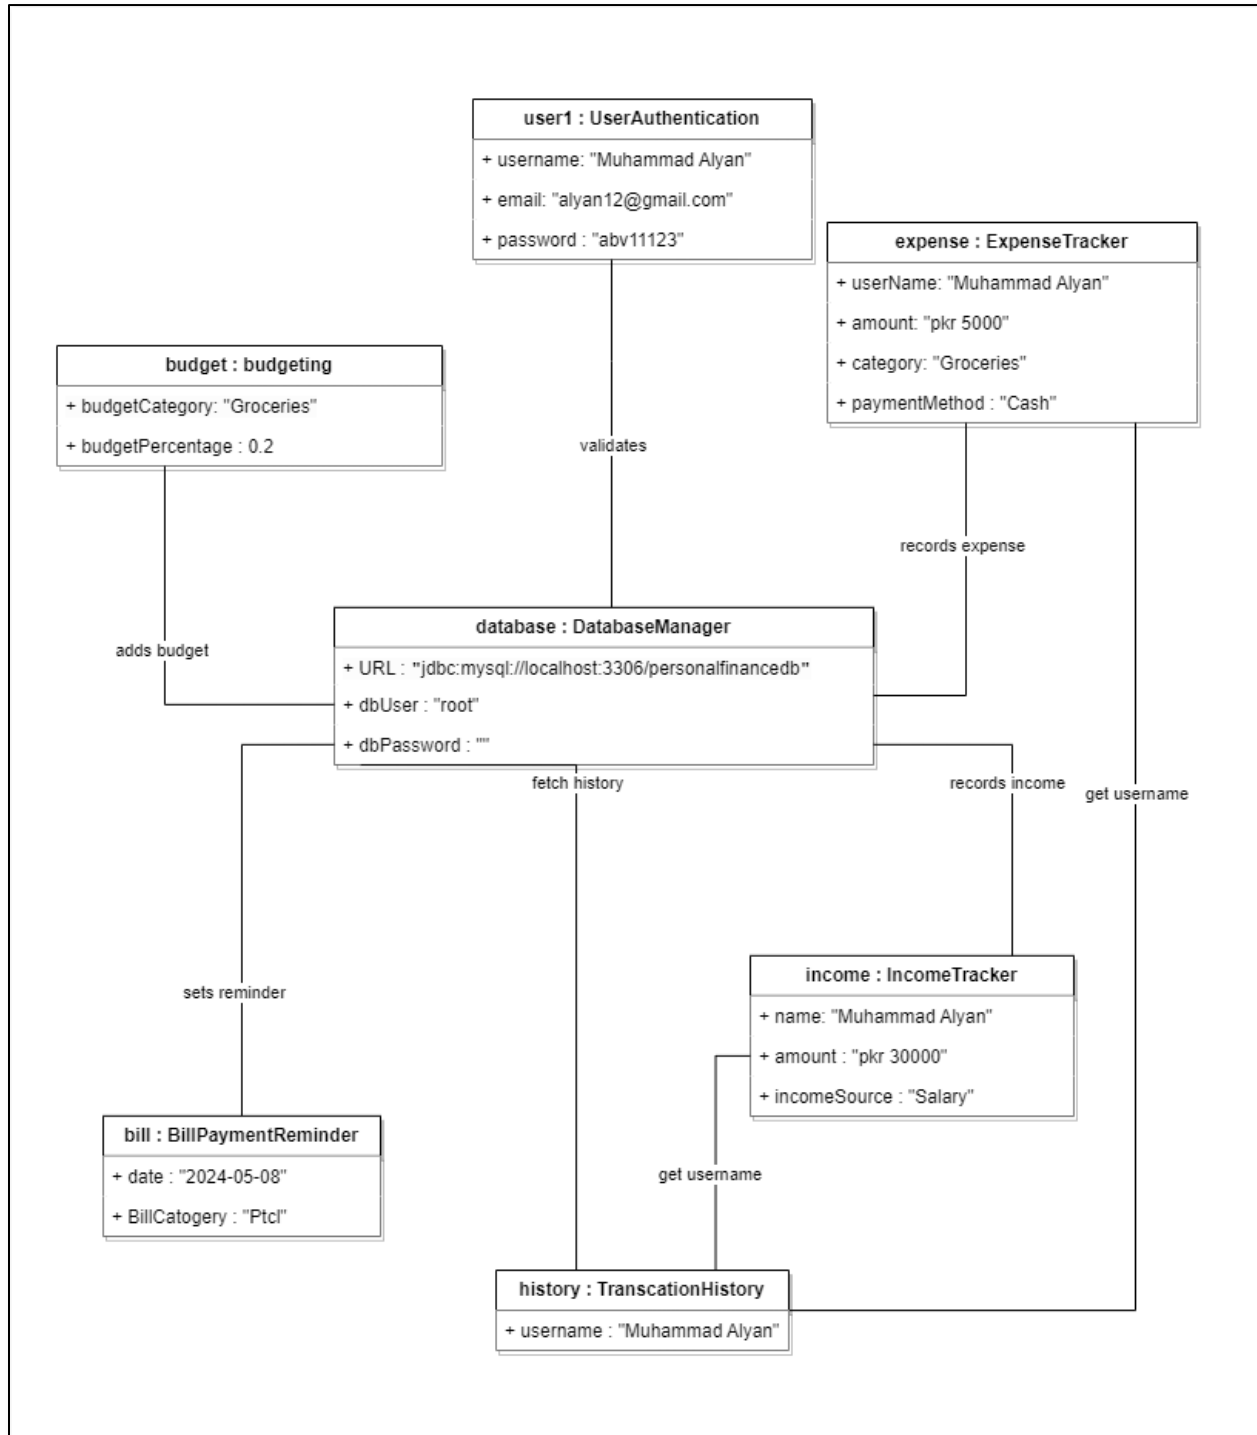 user1 : UserAuthentication
+ username: "Muhammad Alyan"
+ email: "alyan12@gmail.com"
+ password : "abv11123"
expense : ExpenseTracker
+ userName: "Muhammad Alyan"
+ amount: "pkr 5000"
+ category: "Groceries"
+ paymentMethod : "Cash"
budget : budgeting
+ budgetCategory: "Groceries"
+ budgetPercentage : 0.2
validates
records expense
adds budget
database : DatabaseManager
+ URL : "jdbc:mysql://localhost:3306/personalfinancedb"
+ dbUser : "root"
+ dbPassword : ""
fetch history
records income
get username
sets reminder
income : IncomeTracker
+ name: "Muhammad Alyan"
+ amount : "pkr 30000"
+ incomeSource : "Salary"
bill : BillPaymentReminder
+ date : "2024-05-08"
+ BillCatogery : "Ptcl"
get username
history : TranscationHistory
+ username : "Muhammad Alyan"